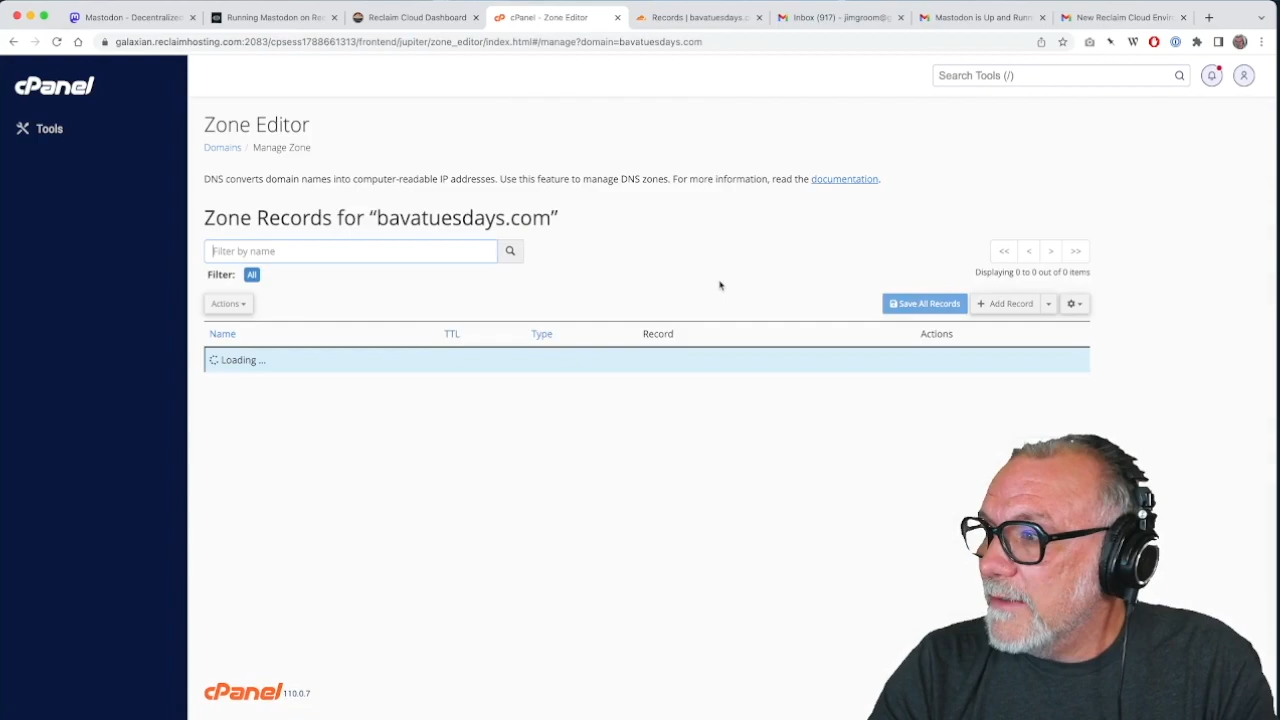 Mastodon - Decentralized
Running Mastodon on Rec
Reclaim Cloud Dashboard
cPanel - Zone Editor
Records | bavatuesdays.c
Inbox (917) - jimgroom@g
Mastodon is Up and Runn
New Reclaim Cloud Envir
galaxian.reclaimhosting.com:2083/cpsess1788661313/frontend/jupiter/zone_editor/index.html#/manage?domain=bavatuesdays.com
cPanel
Search Tools (/)
Tools
Zone Editor
Domains / Manage Zone
DNS converts domain names into computer-readable IP addresses. Use this feature to manage DNS zones. For more information, read the documentation.
Zone Records for “bavatuesdays.com”
Filter by name
<< < > >>
Displaying 0 to 0 out of 0 items
Filter: All
Actions
Save All Records
+ Add Record
Name TTL Type Record Actions
Loading ...
cPanel 110.0.7